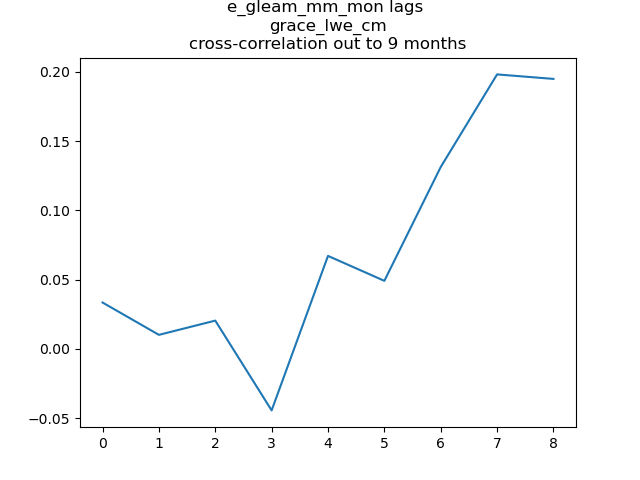 e_gleam_mm_mon lags
grace_lwe_cm
cross-correlation out to 9 months
0.20
0.15
0.10
0.05
0.00
−0.05
0 1 2 3 4 5 6 7 8